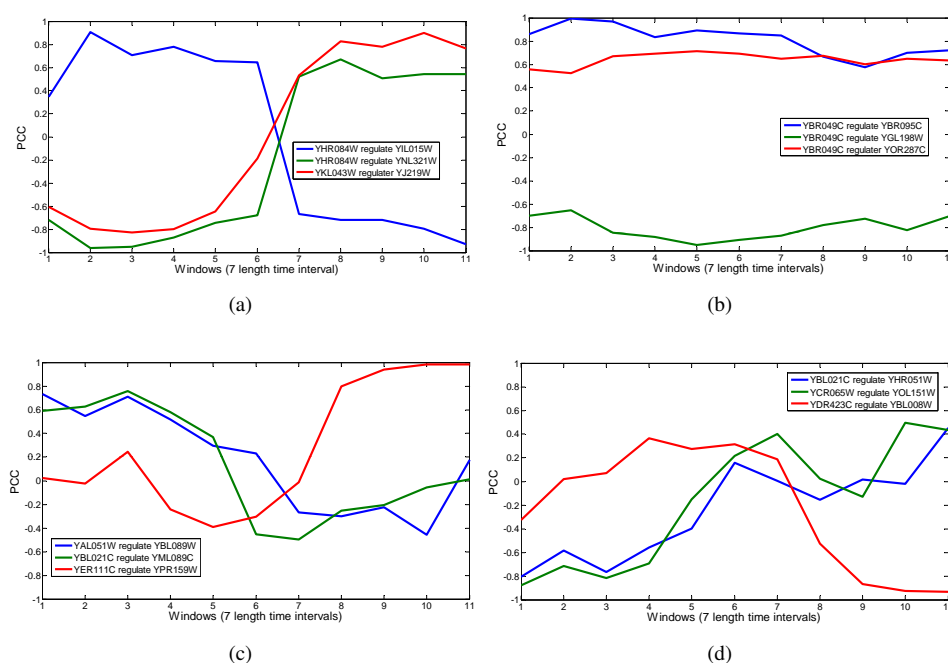 1
0.8
0.6
0.4
0.2
0
-0.2
-0.4
-0.6
-0.8
-1
PCC
YHR084W regulate YIL015W
YHR084W regulate YNL321W
YKL043W regulater YJ219W
1 2 3 4 5 6 7 8 9 10 11
Windows (7 length time interval)
(a)
1
0.8
0.6
0.4
0.2
0
-0.2
-0.4
-0.6
-0.8
-1
PCC
YBR049C regulate YBR095C
YBR049C regulate YGL198W
YBR049C regulater YOR287C
1 2 3 4 5 6 7 8 9 10 1
Windows (7 length time intervals)
(b)
1
0.8
0.6
0.4
0.2
0
-0.2
-0.4
-0.6
-0.8
-1
PCC
YAL051W regulate YBL089W
YBL021C regulate YML089C
YER111C regulate YPR159W
1 2 3 4 5 6 7 8 9 10 11
Windows (7 length time intervals)
(c)
1
0.8
0.6
0.4
0.2
0
-0.2
-0.4
-0.6
-0.8
-1
PCC
YBL021C regulate YHR051W
YCR065W regulate YOL151W
YDR423C regulate YBL008W
1 2 3 4 5 6 7 8 9 10 1
Windows (7 length time intervals)
(d)